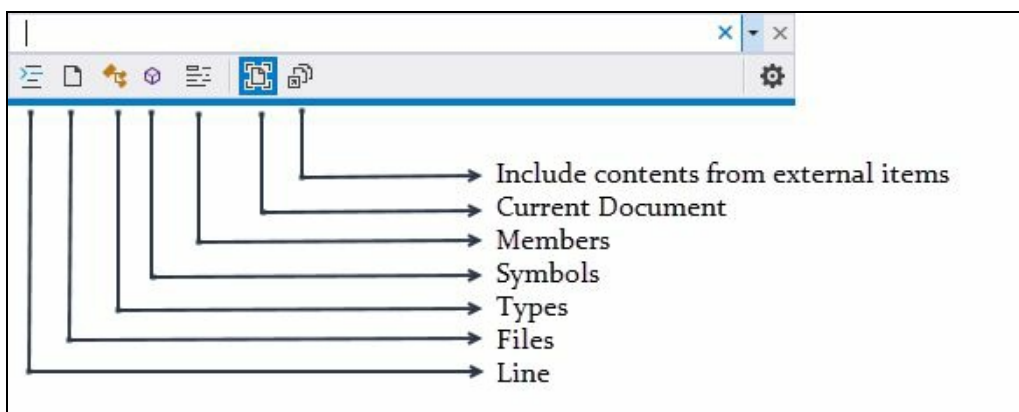 Include contents from external items
Current Document
Members
Symbols
Types
Files
Line